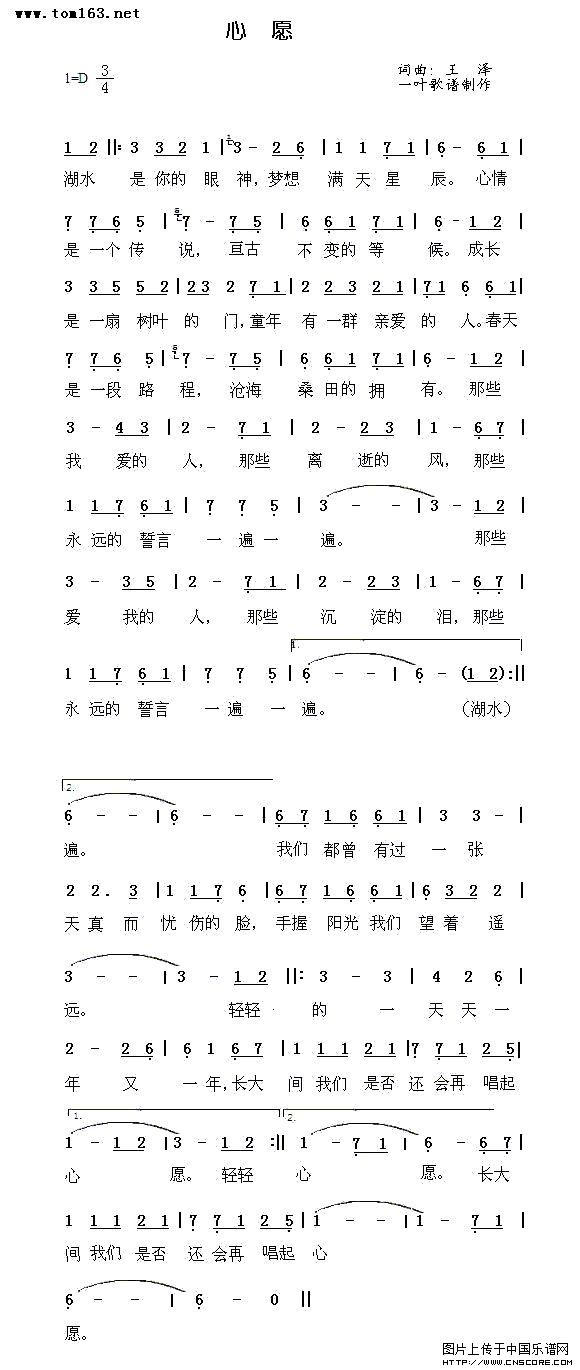 www.tom163.net
心 愿
1=D 3/4
词曲: 王 泽
一叶歌谱制作
1 2 ||: 3 3 2 1 | 1 3 - 2 6 | 1 1 7 1 | 6 - 6 1 |
湖水 是你的 眼 神,梦想 满 天 星 辰。心情
7 7 6 5 | 7 - 7 5 | 6 6 1 7 1 | 6 - 1 2 |
是一个 传 说, 亘古 不 变的 等 候。成长
3 3 5 5 2 | 2 3 2 7 1 | 2 2 3 2 1 | 7 1 6 6 1 |
是一扇 树叶 的 门,童年 有 一群 亲爱 的 人。春天
7 7 6 5 | 7 - 7 5 | 6 6 1 7 1 | 6 - 1 2 |
是一段 路 程, 沧海 桑 田的 拥 有。那些
3 - 4 3 | 2 - 7 1 | 2 - 2 3 | 1 - 6 7 |
我 爱的 人, 那些 离 逝的 风,那些
1 1 7 6 1 | 7 7 5 | 3 - - | 3 - 1 2 |
永 远的 誓言 一 遍 一 遍。 那些
3 - 3 5 | 2 - 7 1 | 2 - 2 3 | 1 - 6 7 |
爱 我的 人, 那些 沉 淀的 泪,那些
1.
1 1 7 6 1 | 7 7 5 | 6 - - | 6 - (1 2) :||
永 远的 誓言 一 遍 一 遍。 (湖水)
2.
6 - - | 6 - - | 6 7 1 6 6 1 | 3 3 - |
遍。 我们 都曾 有过 一 张
2 2 . 3 | 1 1 7 6 | 6 7 1 6 6 1 | 6 3 2 2 |
天 真 而 忧 伤的 脸,手握 阳光 我们 望 着 遥
3 - - | 3 - 1 2 ||: 3 - 3 | 4 2 6 |
远。 轻轻 的 一 天 天 一
2 - 2 6 | 6 1 6 7 | 1 1 1 2 1 | 7 7 1 2 5 |
年 又 一 年,长大 间 我们 是否 还 会再 唱起
1. 2.
1 - 1 2 | 3 - 1 2 :|| 1 - 7 1 | 6 - 6 7 |
心 愿。轻轻 心 愿。长大
1 1 1 2 1 | 7 7 1 2 5 | 1 - - | 1 - 7 1 |
间 我们 是否 还 会再 唱起 心
6 - - | 6 - 0 ||
愿。
图片上传于中国乐谱网
www.cnscore.com